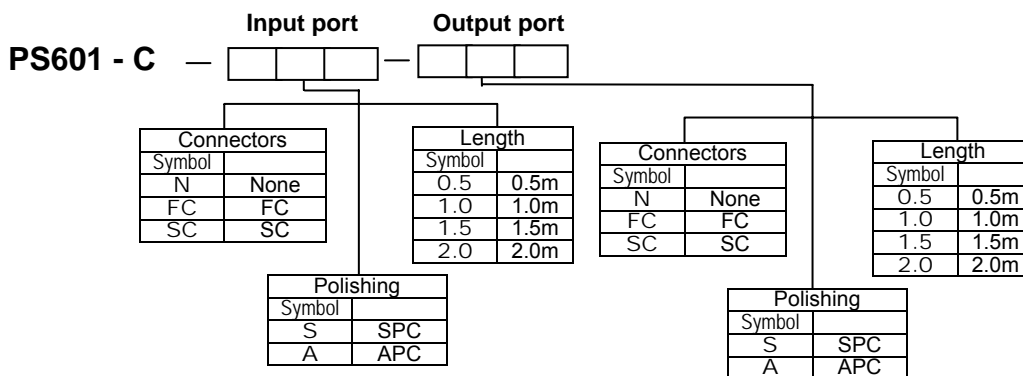 Input port Output port
PS601 - C — —
Connectors
Symbol
N None
FC FC
SC SC
Length
Symbol
0.5 0.5m
1.0 1.0m
1.5 1.5m
2.0 2.0m
Polishing
Symbol
S SPC
A APC
Connectors
Symbol
N None
FC FC
SC SC
Length
Symbol
0.5 0.5m
1.0 1.0m
1.5 1.5m
2.0 2.0m
Polishing
Symbol
S SPC
A APC